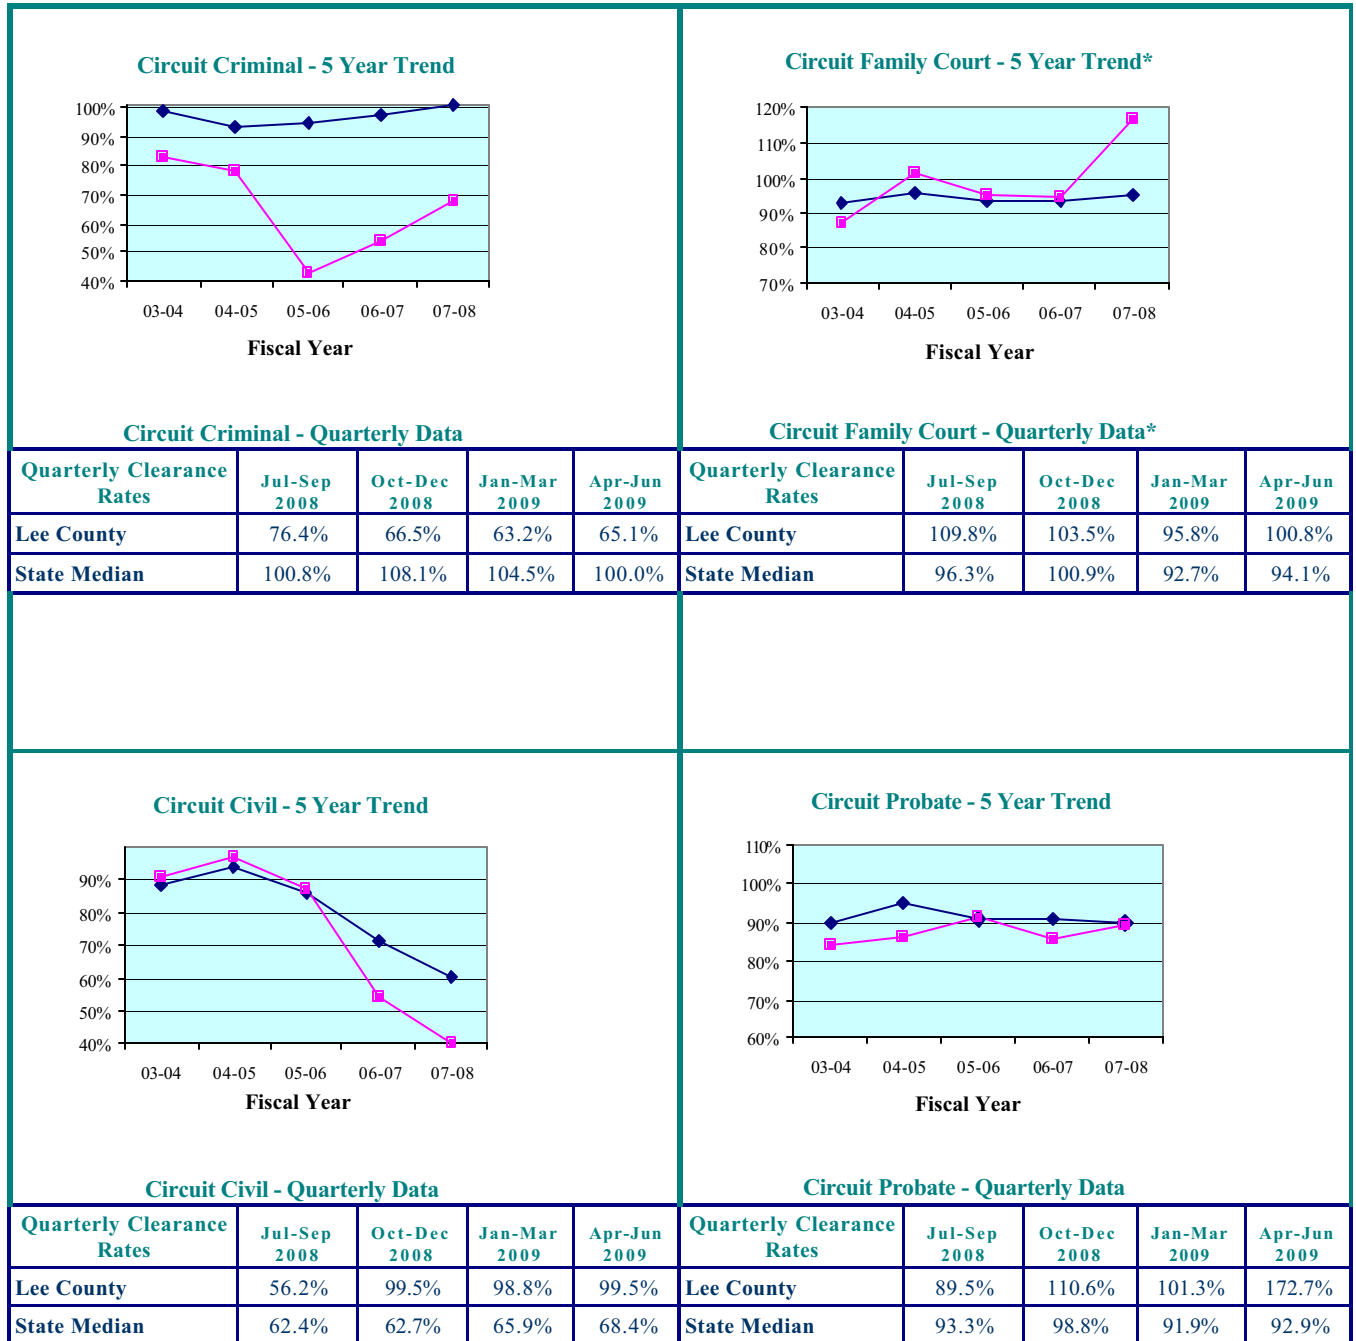 Circuit Criminal - 5 Year Trend
100%
90%
80%
70%
60%
50%
40%
03-04 04-05 05-06 06-07 07-08
Fiscal Year
Circuit Criminal - Quarterly Data
Quarterly Clearance Rates Jul-Sep 2008 Oct-Dec 2008 Jan-Mar 2009 Apr-Jun 2009
Lee County 76.4% 66.5% 63.2% 65.1%
State Median 100.8% 108.1% 104.5% 100.0%
Circuit Family Court - 5 Year Trend*
120%
110%
100%
90%
80%
70%
03-04 04-05 05-06 06-07 07-08
Fiscal Year
Circuit Family Court - Quarterly Data*
Quarterly Clearance Rates Jul-Sep 2008 Oct-Dec 2008 Jan-Mar 2009 Apr-Jun 2009
Lee County 109.8% 103.5% 95.8% 100.8%
State Median 96.3% 100.9% 92.7% 94.1%
Circuit Civil - 5 Year Trend
90%
80%
70%
60%
50%
40%
03-04 04-05 05-06 06-07 07-08
Fiscal Year
Circuit Civil - Quarterly Data
Quarterly Clearance Rates Jul-Sep 2008 Oct-Dec 2008 Jan-Mar 2009 Apr-Jun 2009
Lee County 56.2% 99.5% 98.8% 99.5%
State Median 62.4% 62.7% 65.9% 68.4%
Circuit Probate - 5 Year Trend
110%
100%
90%
80%
70%
60%
03-04 04-05 05-06 06-07 07-08
Fiscal Year
Circuit Probate - Quarterly Data
Quarterly Clearance Rates Jul-Sep 2008 Oct-Dec 2008 Jan-Mar 2009 Apr-Jun 2009
Lee County 89.5% 110.6% 101.3% 172.7%
State Median 93.3% 98.8% 91.9% 92.9%